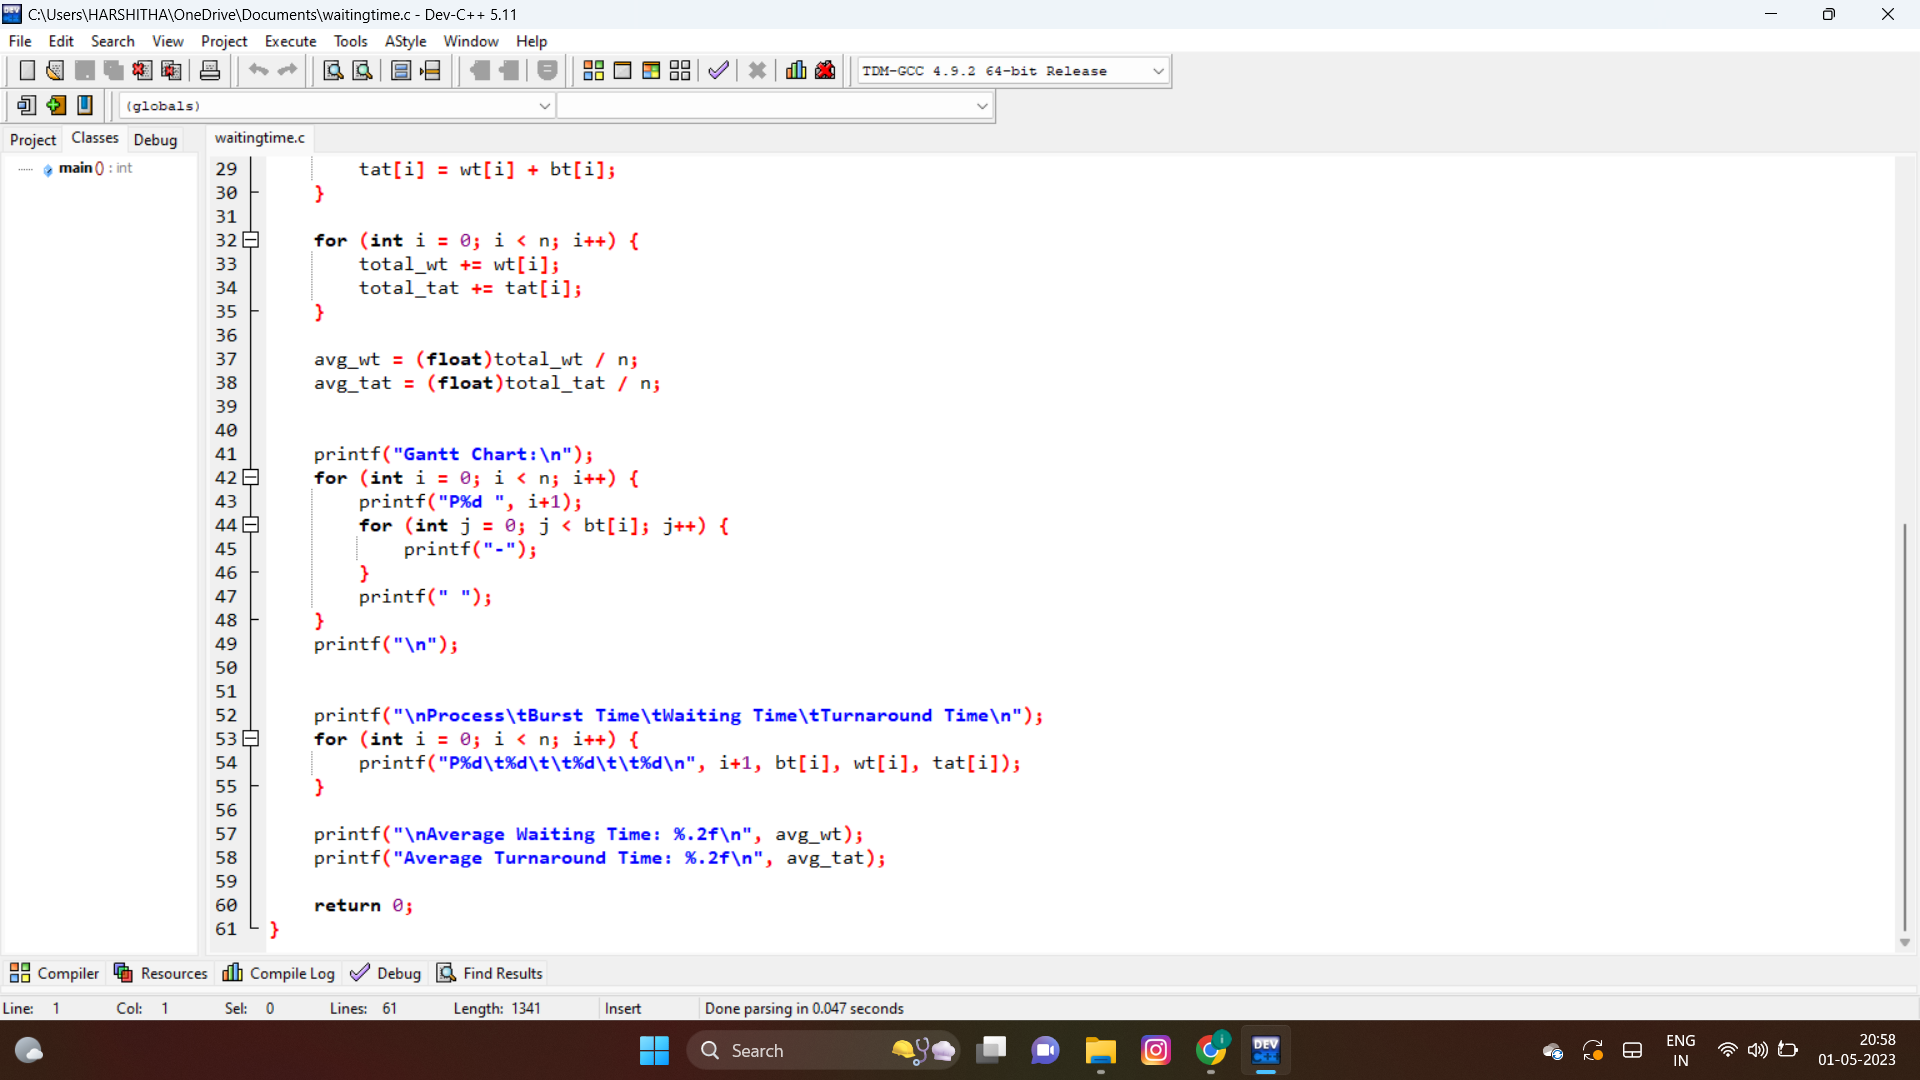 C:\Users\HARSHITHA\OneDrive\Documents\waitingtime.c - Dev-C++ 5.11
File Edit Search View Project Execute Tools AStyle Window Help
TDM-GCC 4.9.2 64-bit Release
(globals)
Project Classes Debug waitingtime.c
main () : int
29 tat[i] = wt[i] + bt[i];
30 }
31
32 for (int i = 0; i < n; i++) {
33 total_wt += wt[i];
34 total_tat += tat[i];
35 }
36
37 avg_wt = (float)total_wt / n;
38 avg_tat = (float)total_tat / n;
39
40
41 printf("Gantt Chart:\n");
42 for (int i = 0; i < n; i++) {
43 printf("P%d ", i+1);
44 for (int j = 0; j < bt[i]; j++) {
45 printf("-");
46 }
47 printf(" ");
48 }
49 printf("\n");
50
51
52 printf("\nProcess\tBurst Time\tWaiting Time\tTurnaround Time\n");
53 for (int i = 0; i < n; i++) {
54 printf("P%d\t%d\t\t%d\t\t%d\n", i+1, bt[i], wt[i], tat[i]);
55 }
56
57 printf("\nAverage Waiting Time: %.2f\n", avg_wt);
58 printf("Average Turnaround Time: %.2f\n", avg_tat);
59
60 return 0;
61 }
Compiler Resources Compile Log Debug Find Results
Line: 1 Col: 1 Sel: 0 Lines: 61 Length: 1341 Insert Done parsing in 0.047 seconds
Search
DEV C++
ENG
IN
20:58
01-05-2023